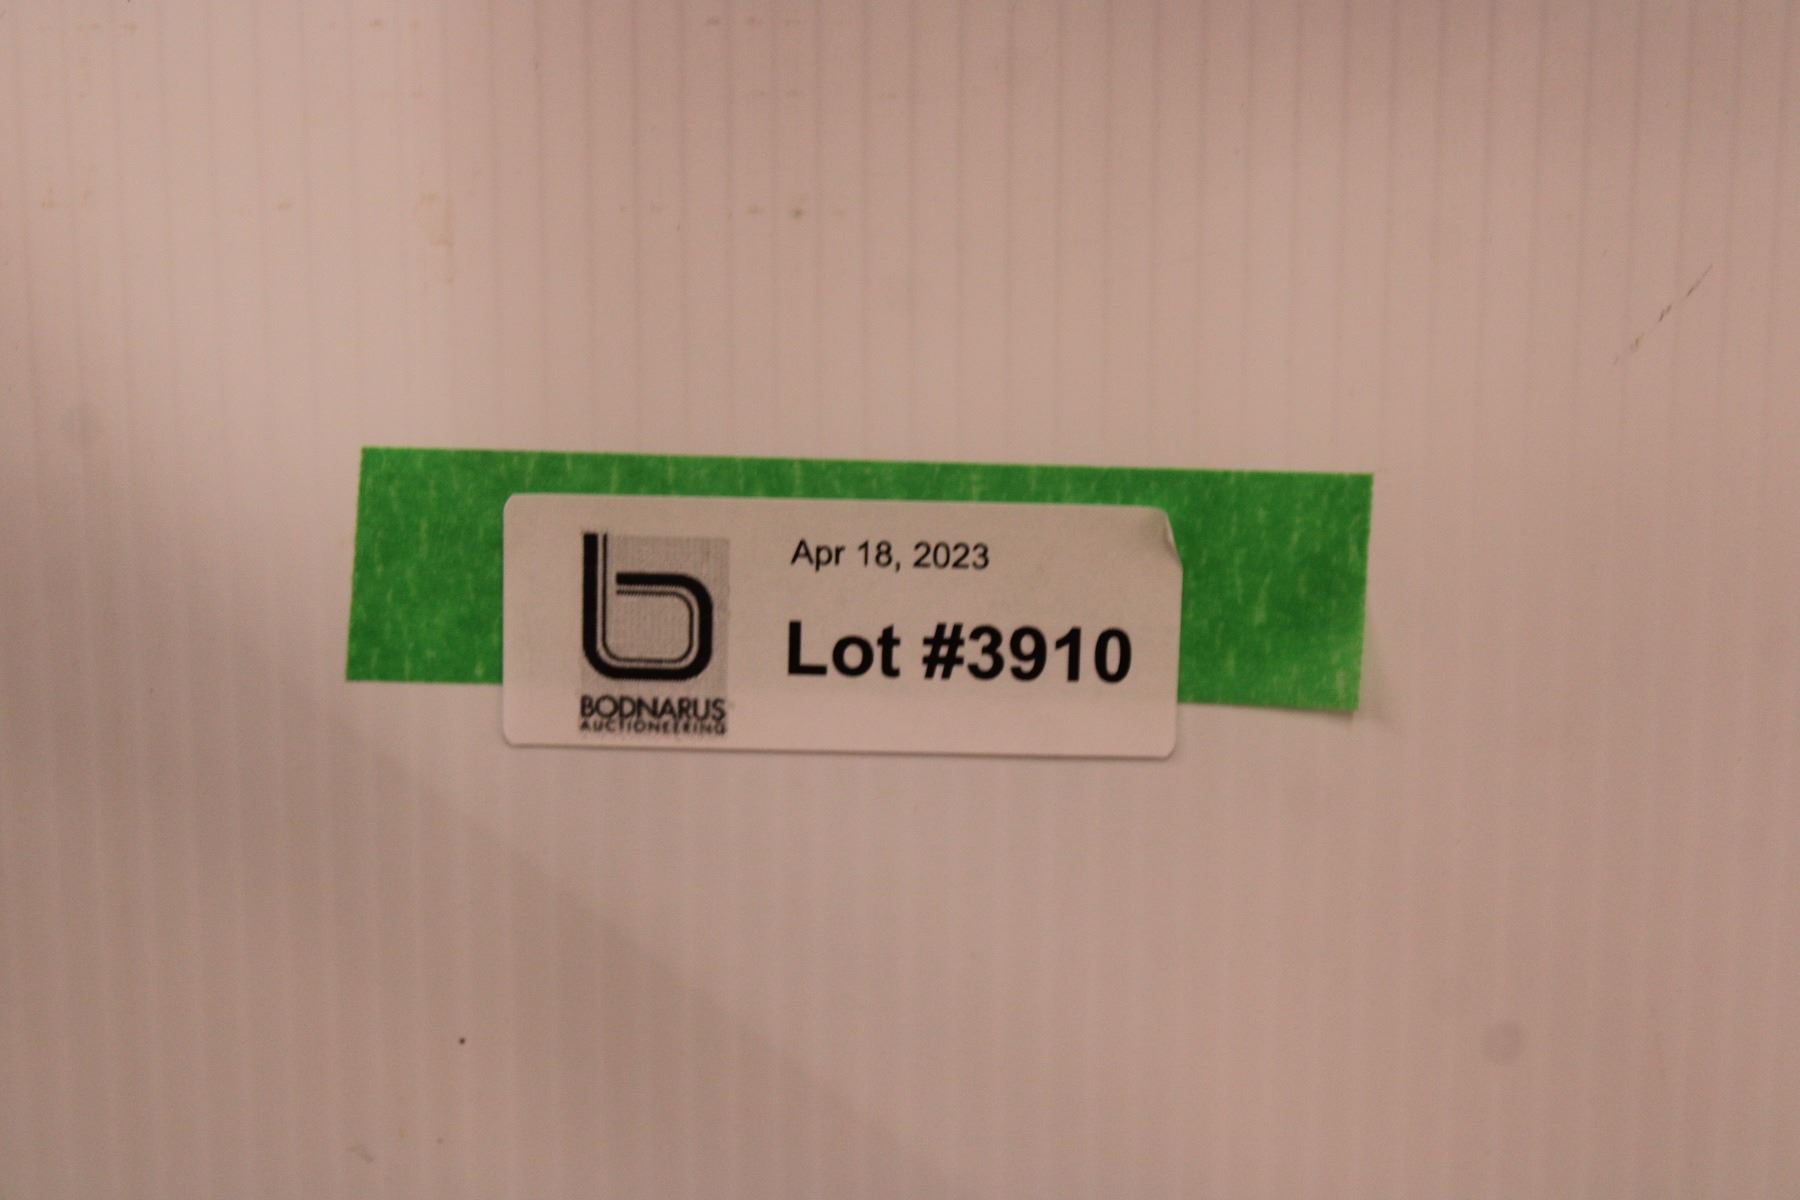 BODNARUS
AUCTIONEERING
Apr 18, 2023
Lot #3910